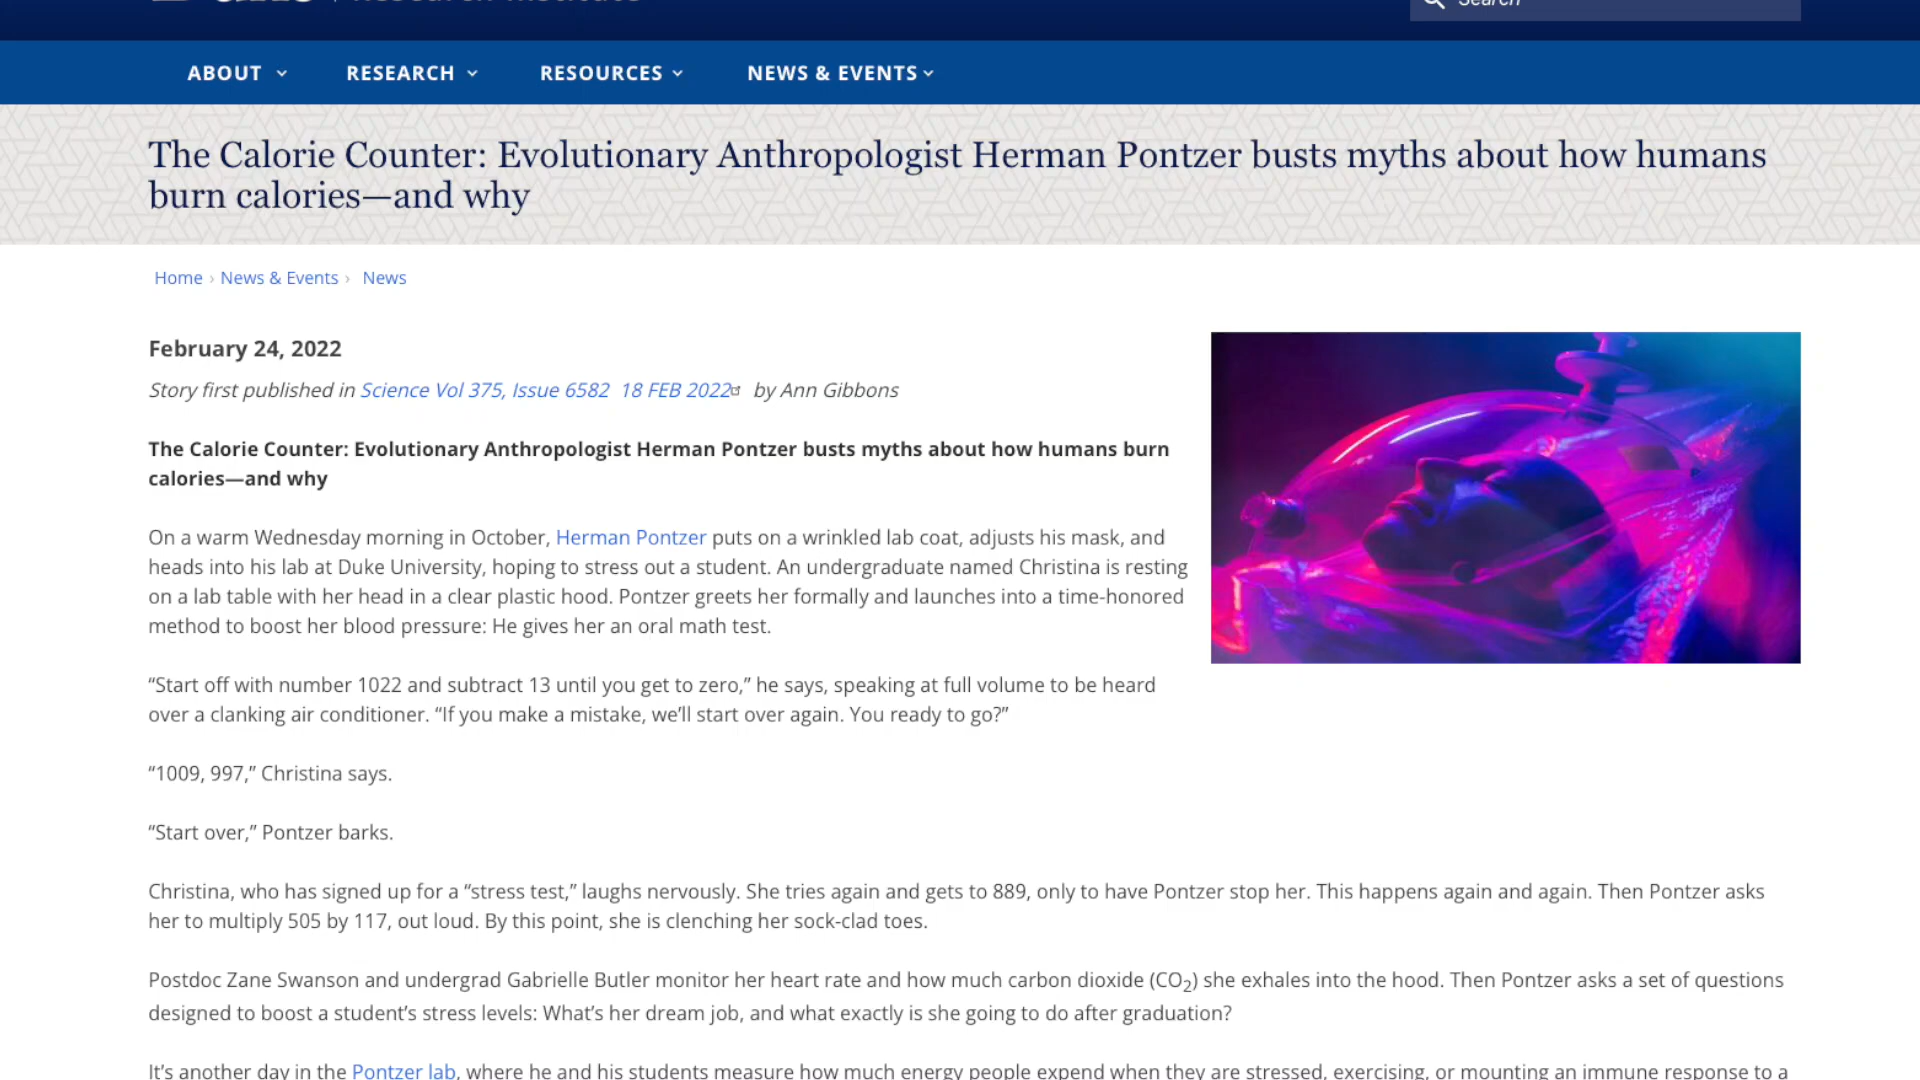 Search
ABOUT
RESEARCH
RESOURCES
NEWS & EVENTS
The Calorie Counter: Evolutionary Anthropologist Herman Pontzer busts myths about how humans
burn calories—and why
Home › News & Events › News
February 24, 2022
Story first published in Science Vol 375, Issue 6582 18 FEB 2022 by Ann Gibbons
The Calorie Counter: Evolutionary Anthropologist Herman Pontzer busts myths about how humans burn
calories—and why
On a warm Wednesday morning in October, Herman Pontzer puts on a wrinkled lab coat, adjusts his mask, and
heads into his lab at Duke University, hoping to stress out a student. An undergraduate named Christina is resting
on a lab table with her head in a clear plastic hood. Pontzer greets her formally and launches into a time-honored
method to boost her blood pressure: He gives her an oral math test.
“Start off with number 1022 and subtract 13 until you get to zero,” he says, speaking at full volume to be heard
over a clanking air conditioner. “If you make a mistake, we’ll start over again. You ready to go?”
“1009, 997,” Christina says.
“Start over,” Pontzer barks.
Christina, who has signed up for a “stress test,” laughs nervously. She tries again and gets to 889, only to have Pontzer stop her. This happens again and again. Then Pontzer asks
her to multiply 505 by 117, out loud. By this point, she is clenching her sock-clad toes.
Postdoc Zane Swanson and undergrad Gabrielle Butler monitor her heart rate and how much carbon dioxide (CO2) she exhales into the hood. Then Pontzer asks a set of questions
designed to boost a student’s stress levels: What’s her dream job, and what exactly is she going to do after graduation?
It’s another day in the Pontzer lab, where he and his students measure how much energy people expend when they are stressed, exercising, or mounting an immune response to a